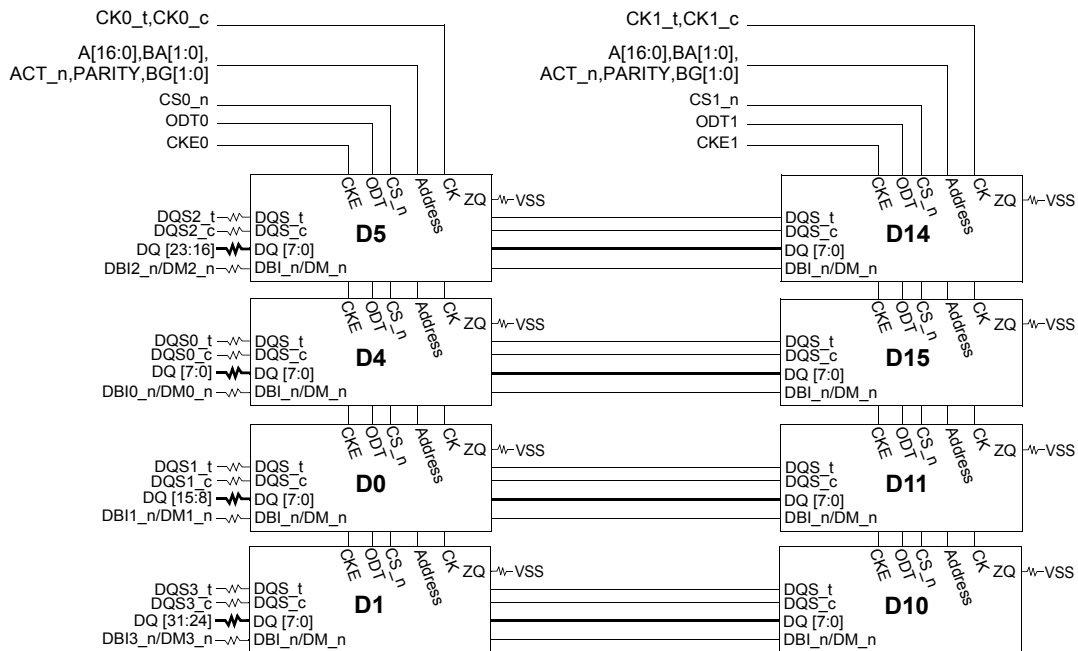 CK0_t,CK0_c
CK1_t,CK1_c
A[16:0],BA[1:0],
ACT_n,PARITY,BG[1:0]
A[16:0],BA[1:0],
ACT_n,PARITY,BG[1:0]
CS0_n
CS1_n
ODT0
ODT1
CKE0
CKE1
CKE ODT CS_n Address CK ZQ VSS
CKE ODT CS_n Address CK ZQ VSS
DQS2_t DQS_t DQS_t
DQS2_c DQS_c D5 DQS_c D14
DQ [23:16] DQ [7:0] DQ [7:0]
DBI2_n/DM2_n DBI_n/DM_n DBI_n/DM_n
CKE ODT CS_n Address CK ZQ VSS
CKE ODT CS_n Address CK ZQ VSS
DQS0_t DQS_t DQS_t
DQS0_c DQS_c D4 DQS_c D15
DQ [7:0] DQ [7:0] DQ [7:0]
DBI0_n/DM0_n DBI_n/DM_n DBI_n/DM_n
CKE ODT CS_n Address CK ZQ VSS
CKE ODT CS_n Address CK ZQ VSS
DQS1_t DQS_t DQS_t
DQS1_c DQS_c D0 DQS_c D11
DQ [15:8] DQ [7:0] DQ [7:0]
DBI1_n/DM1_n DBI_n/DM_n DBI_n/DM_n
CKE ODT CS_n Address CK ZQ VSS
CKE ODT CS_n Address CK ZQ VSS
DQS3_t DQS_t DQS_t
DQS3_c DQS_c D1 DQS_c D10
DQ [31:24] DQ [7:0] DQ [7:0]
DBI3_n/DM3_n DBI_n/DM_n DBI_n/DM_n